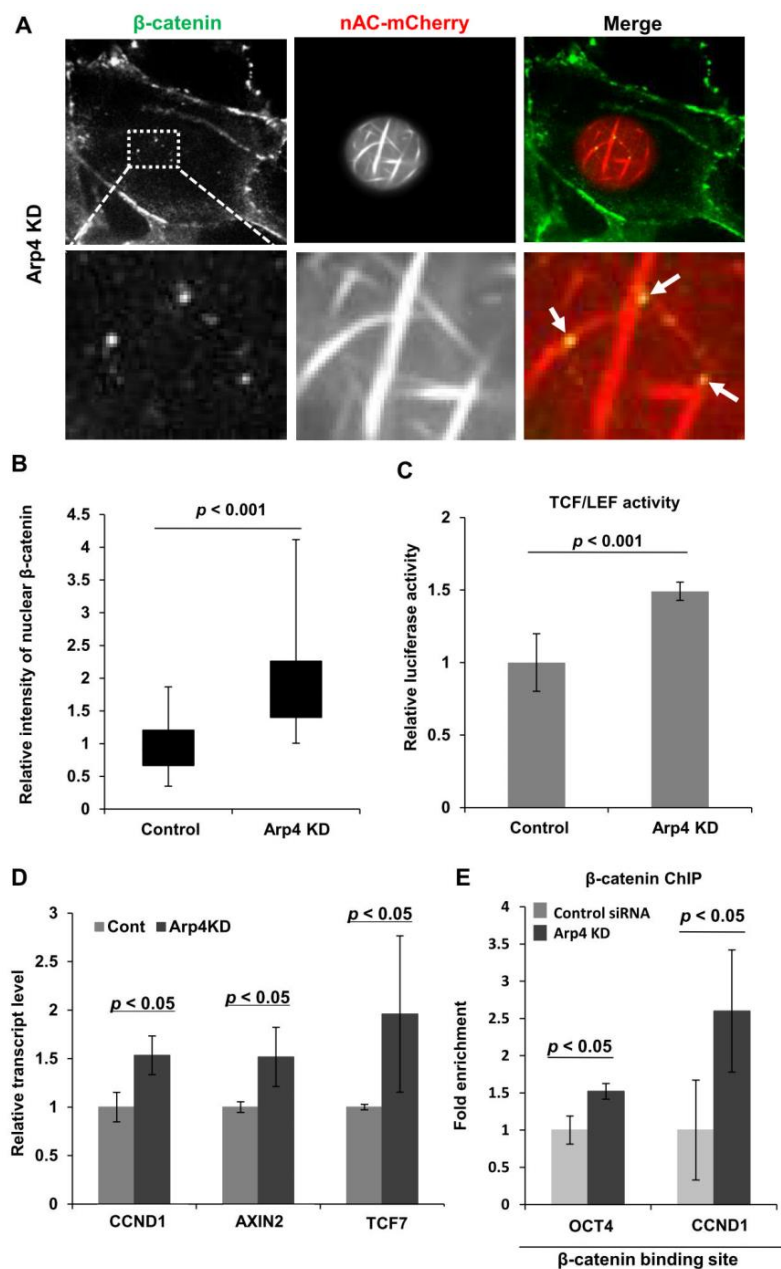 A
β-catenin
nAC-mCherry
Merge
Arp4 KD
B
p < 0.001
Relative intensity of nuclear β-catenin
4.5
4
3.5
3
2.5
2
1.5
1
0.5
0
Control
Arp4 KD
C
TCF/LEF activity
p < 0.001
Relative luciferase activity
2
1.5
1
0.5
0
Control
Arp4 KD
D
Cont
Arp4KD
p < 0.05
p < 0.05
p < 0.05
Relative transcript level
3
2.5
2
1.5
1
0.5
0
CCND1
AXIN2
TCF7
E
β-catenin ChIP
Control siRNA
Arp4 KD
p < 0.05
p < 0.05
Fold enrichment
4
3.5
3
2.5
2
1.5
1
0.5
0
OCT4
CCND1
β-catenin binding site